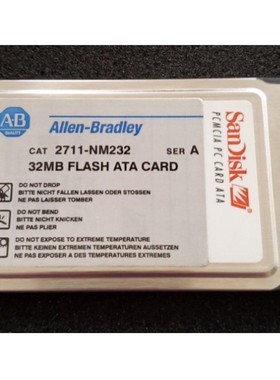 AB
QUALITY
Allen-Bradley
CAT 2711-NM232 SER A
32MB FLASH ATA CARD
DO NOT DROP
BITTE NICHT FALLEN LASSEN ODER STOSSEN
NE PAS LAISSER TOMBER
DO NOT BEND
BITTE NICHT KNICKEN
NE PAS PLIER
DO NOT EXPOSE TO EXTREME TEMPERATURES
BITTE KEINEN EXTREMEN TEMPERATUREN AUSSETZEN
NE PAS EXPOSER A DES TEMPERATURES EXTREMES
SanDisk
PCMCIA PC CARD ATA